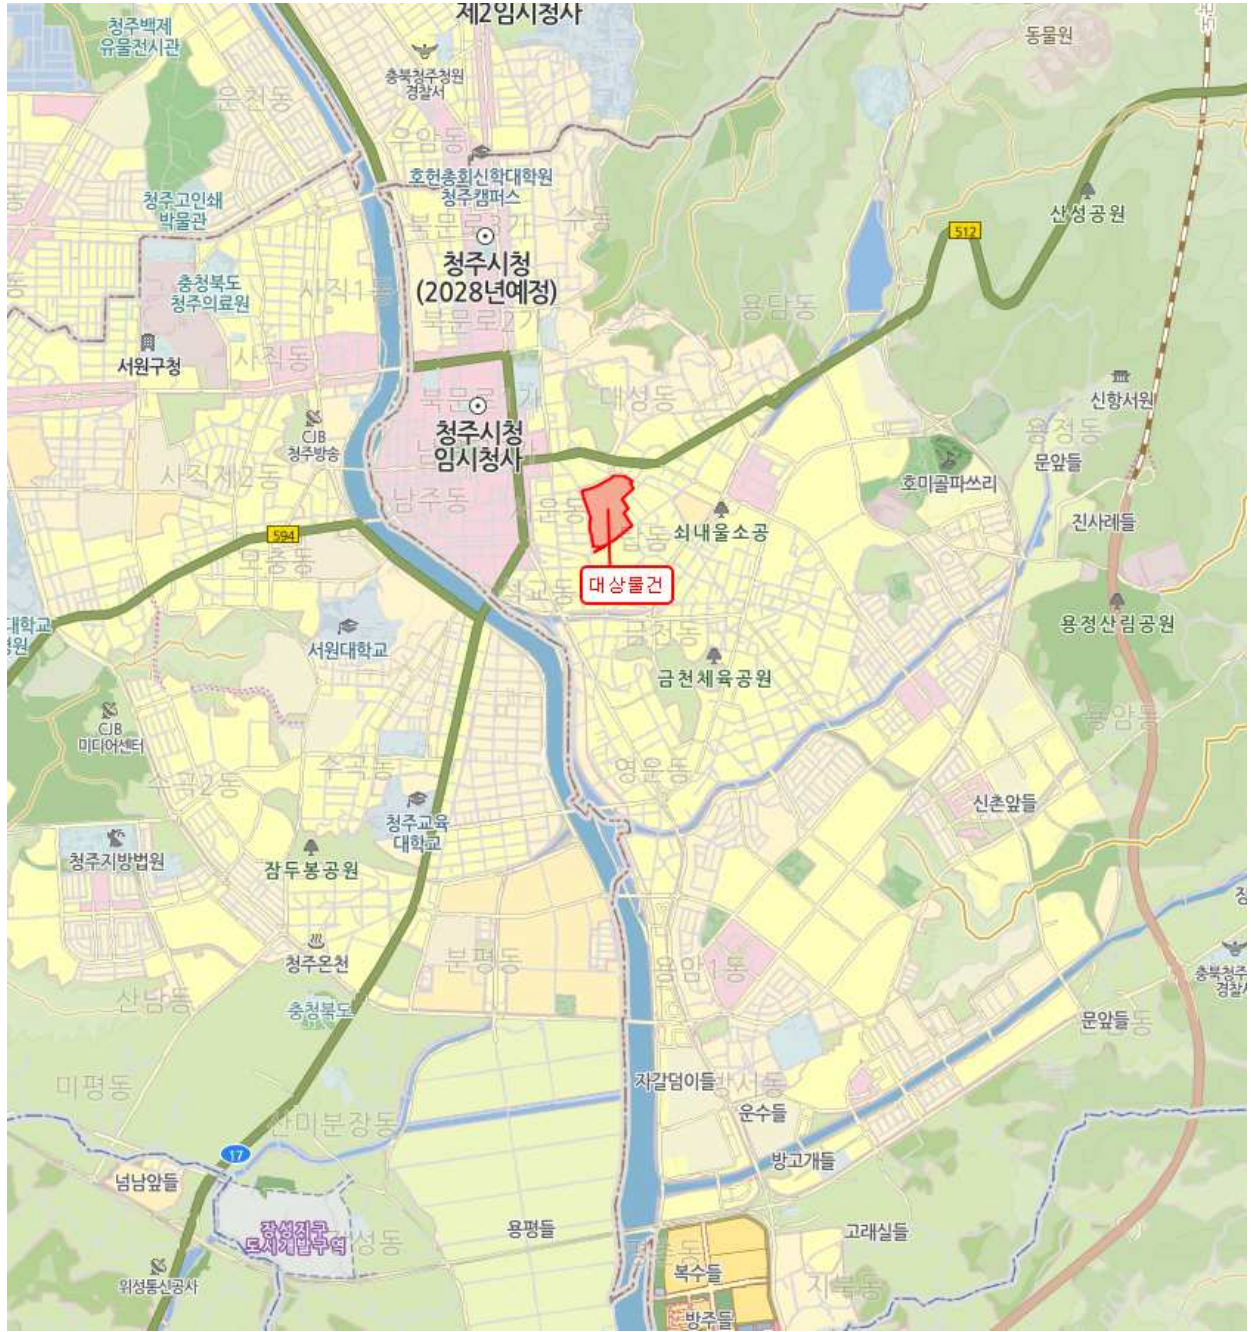 제2임시청사
청주백제
유물전시관
동물원
충북청주청원
경찰서
운천동
우암동
호헌총회신학대학원
청주캠퍼스
청주고인쇄
박물관
산성공원
북문로3가
수동
512
청주시청
(2028년예정)
충청북도
청주의료원
사직1동
용담동
북문로2가
서원구청
사직동
신항서원
대성동
청주시청
임시청사
CJB
청주방송
용정동
문앞들
호미골파쓰리
사직제2동
남주동
서운동
쇠내울소공
진사례들
594
모충동
대상물건
용정산림공원
서원대학교
금천동
금천체육공원
CJB
미디어센터
용암동
수곡2동
수곡동
영운동
신촌앞들
청주교육
대학교
청주지방법원
잠두봉공원
청주온천
분평동
용암1동
산남동
충청북도
문앞들
미평동
자갈덤이들
방서동
운수들
산미분장동
17
방고개들
넘남앞들
용평들
고래실들
장성지구
도시개발구역
장성동
복수들
위성통신공사
지북동
방주들